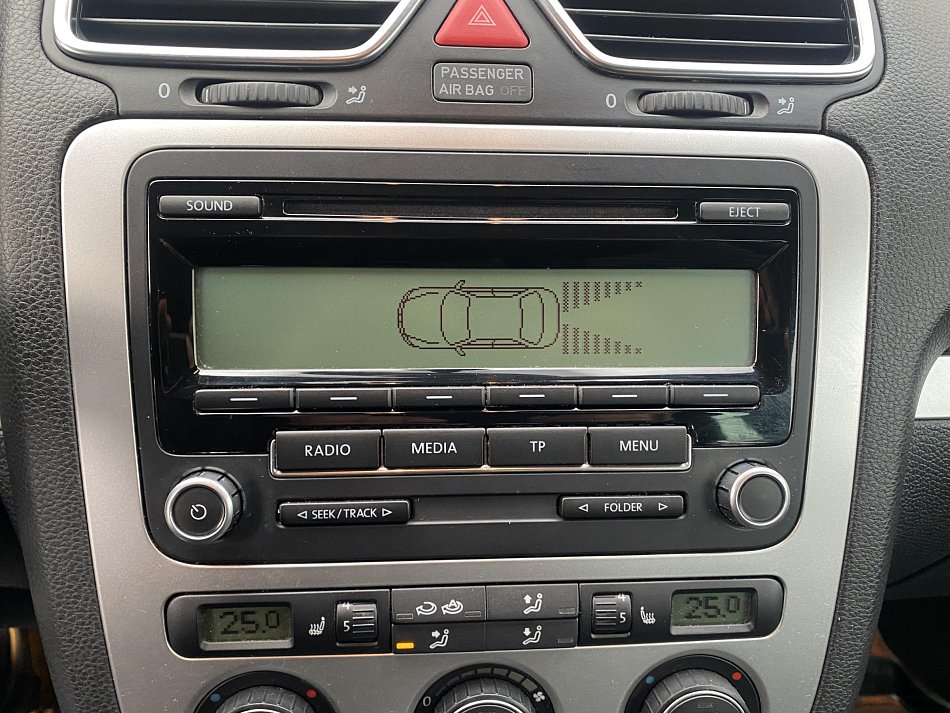 0
PASSENGER
AIR BAG OFF
0
SOUND
EJECT
RADIO
MEDIA
TP
MENU
◁ SEEK / TRACK ▷
◁ FOLDER ▷
25.0
5
5
25.0
0